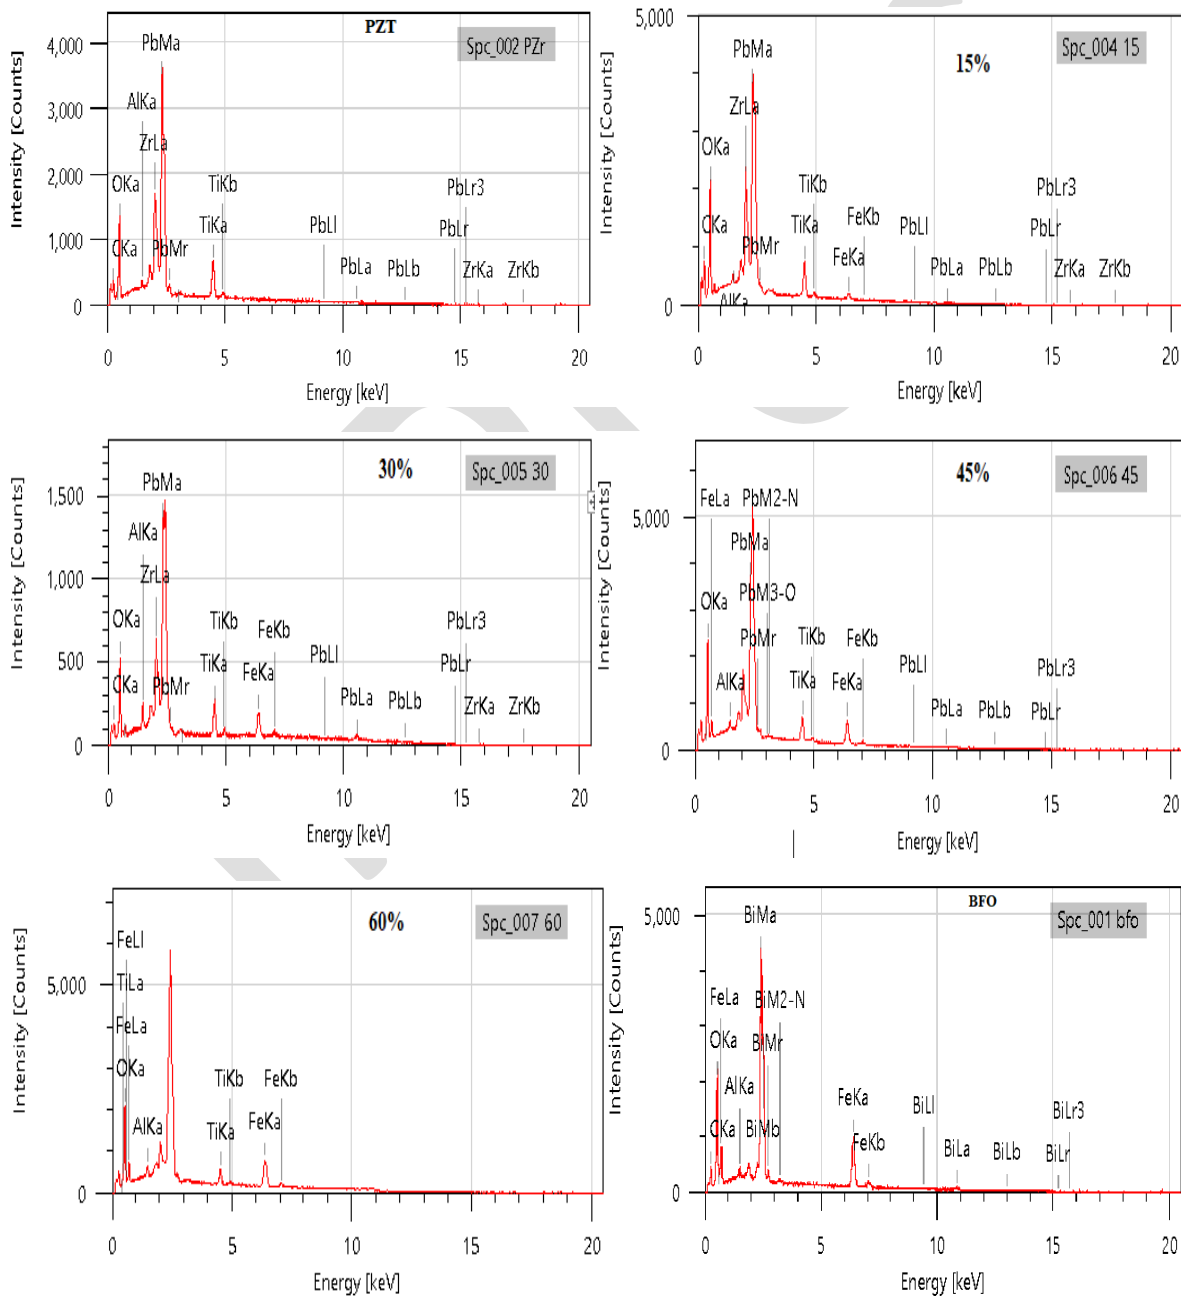 PZT
Spc_002 PZr
Intensity [Counts]
4,000
3,000
2,000
1,000
0
PbMa
AlKa
ZrLa
OKa
CKa
PbMr
TiKb
TiKa
PbLl
PbLa
PbLb
PbLr3
PbLr
ZrKa
ZrKb
0 5 10 15 20
Energy [keV]
15%
Spc_004 15
Intensity [Counts]
5,000
0
PbMa
ZrLa
OKa
CKa
PbMr
AlKa
TiKb
TiKa
FeKb
FeKa
PbLl
PbLa
PbLb
PbLr3
PbLr
ZrKa
ZrKb
0 5 10 15 20
Energy [keV]
30%
Spc_005 30
Intensity [Counts]
1,500
1,000
500
0
PbMa
AlKa
ZrLa
OKa
CKa
PbMr
TiKb
TiKa
FeKb
FeKa
PbLl
PbLa
PbLb
PbLr3
PbLr
ZrKa
ZrKb
0 5 10 15 20
Energy [keV]
45%
Spc_006 45
Intensity [Counts]
5,000
0
FeLa
PbM2-N
PbMa
PbM3-O
OKa
PbMr
AlKa
TiKb
TiKa
FeKb
FeKa
PbLl
PbLa
PbLb
PbLr3
PbLr
0 5 10 15 20
Energy [keV]
60%
Spc_007 60
Intensity [Counts]
5,000
0
FeLl
TiLa
FeLa
OKa
AlKa
TiKb
TiKa
FeKb
FeKa
0 5 10 15 20
Energy [keV]
BFO
Spc_001 bfo
Intensity [Counts]
5,000
0
BiMa
FeLa
BiM2-N
OKa
BiMr
AlKa
CKa
BiMb
FeKa
FeKb
BiLl
BiLa
BiLb
BiLr3
BiLr
0 5 10 15 20
Energy [keV]